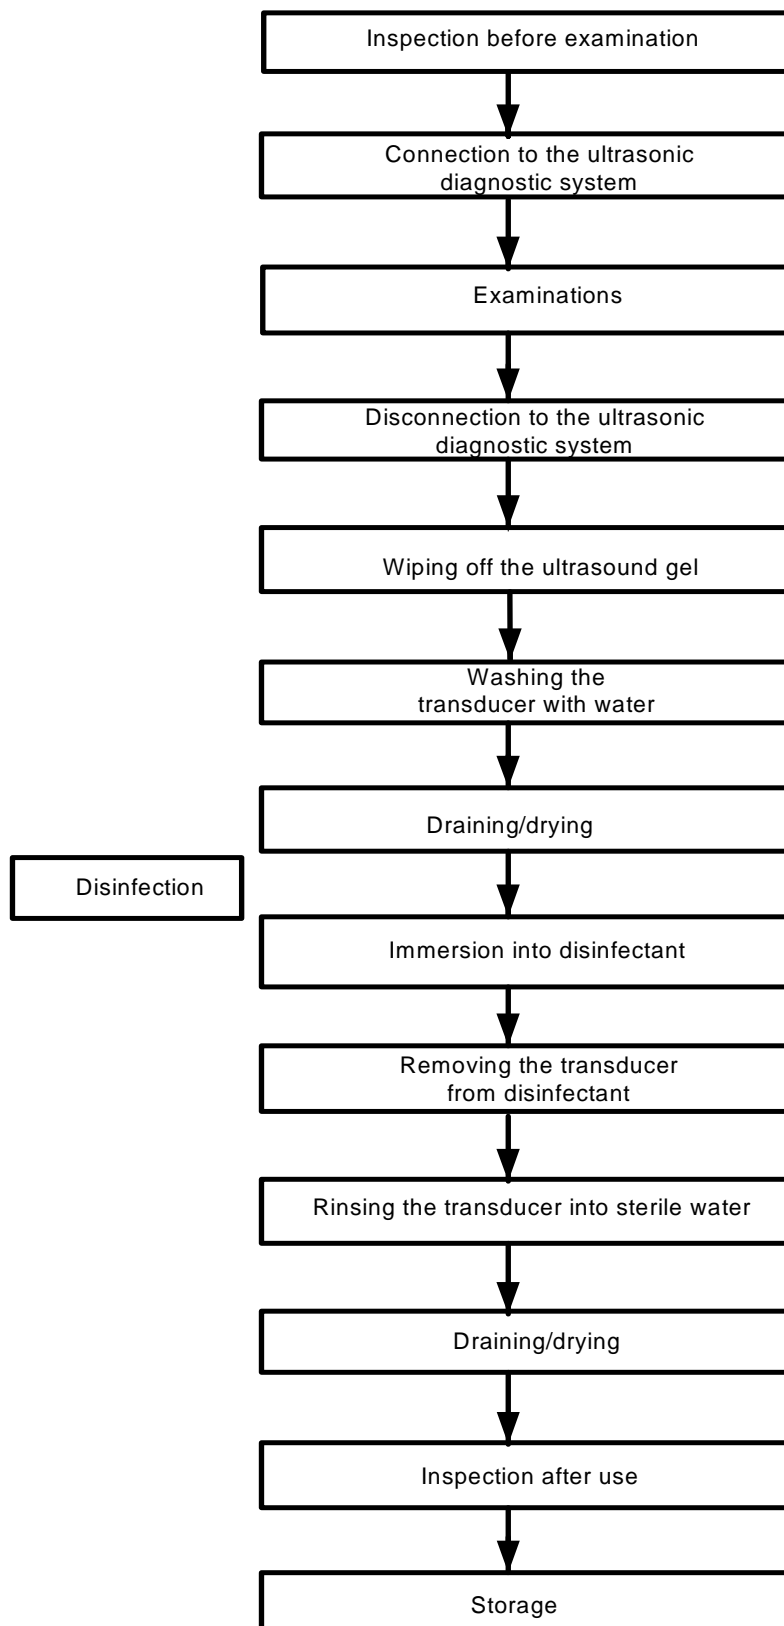 Inspection before examination
Connection to the ultrasonic
diagnostic system
Examinations
Disconnection to the ultrasonic
diagnostic system
Wiping off the ultrasound gel
Washing the
transducer with water
Draining/drying
Disinfection
Immersion into disinfectant
Removing the transducer
from disinfectant
Rinsing the transducer into sterile water
Draining/drying
Inspection after use
Storage